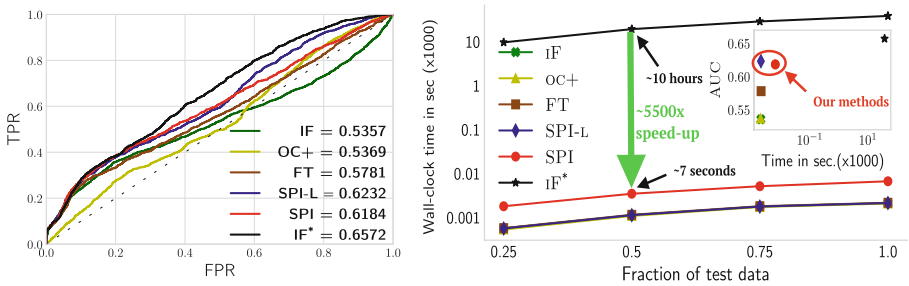 1.0
0.8
0.6
0.4
0.2
0.0
0.0
0.2
0.4
0.6
0.8
1.0
TPR
FPR
IF = 0.5357
OC+ = 0.5369
FT = 0.5781
SPI-L = 0.6232
SPI = 0.6184
IF* = 0.6572
Wall-clock time in sec (x1000)
10
1
0.1
0.01
0.001
0.25
0.5
0.75
1.0
Fraction of test data
IF
OC+
FT
SPI-L
SPI
IF*
~10 hours
~5500x
speed-up
~7 seconds
AUC
0.65
0.60
0.55
Our methods
10⁻¹
10¹
Time in sec.(x1000)